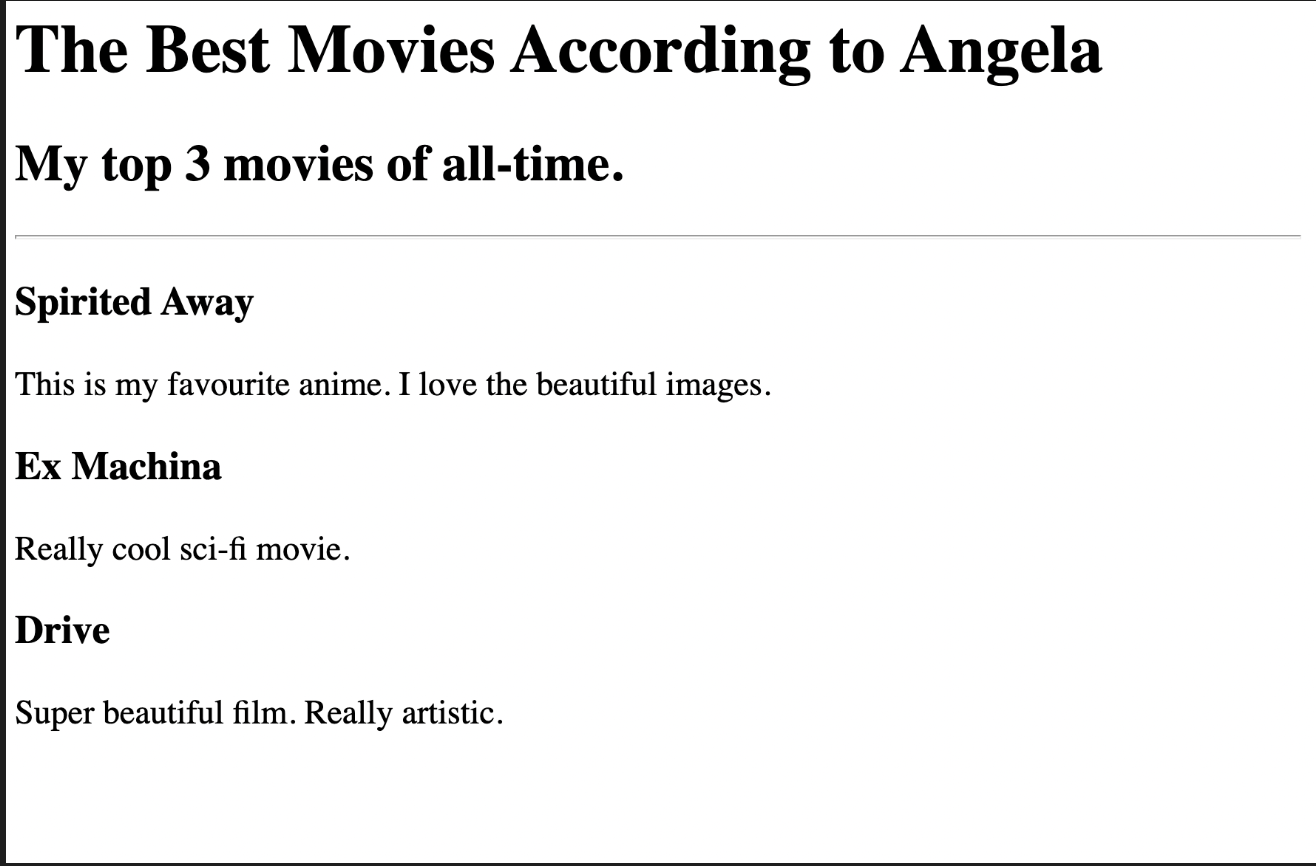 The Best Movies According to Angela
My top 3 movies of all-time.
Spirited Away
This is my favourite anime. I love the beautiful images.
Ex Machina
Really cool sci-fi movie.
Drive
Super beautiful film. Really artistic.